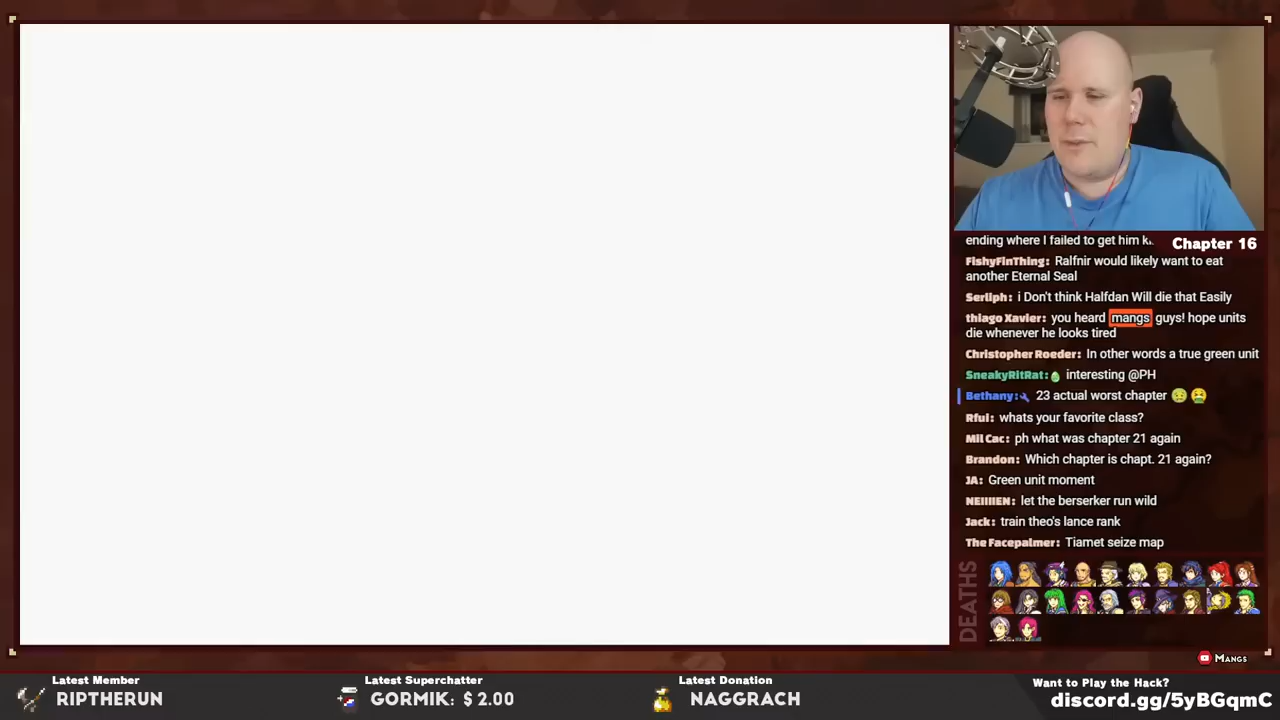 ending where I failed to get him k
Chapter 16
FishyFinThing: Ralfnir would likely want to eat
another Eternal Seal
Serliph: i Don't think Halfdan Will die that Easily
thiago Xavier: you heard mangs guys! hope units
die whenever he looks tired
Christopher Roeder: In other words a true green unit
SneakyRitRat: interesting @PH
Bethany: 23 actual worst chapter
Rfui: whats your favorite class?
Mil Cac: ph what was chapter 21 again
Brandon: Which chapter is chapt. 21 again?
JA: Green unit moment
NEIIIIEN: let the berserker run wild
Jack: train theo's lance rank
The Facepalmer: Tiamet seize map
DEATHS
Mangs
Latest Member
RIPTHERUN
Latest Superchatter
GORMIK: $ 2.00
Latest Donation
NAGGRACH
Want to Play the Hack?
discord.gg/5yBGqmC